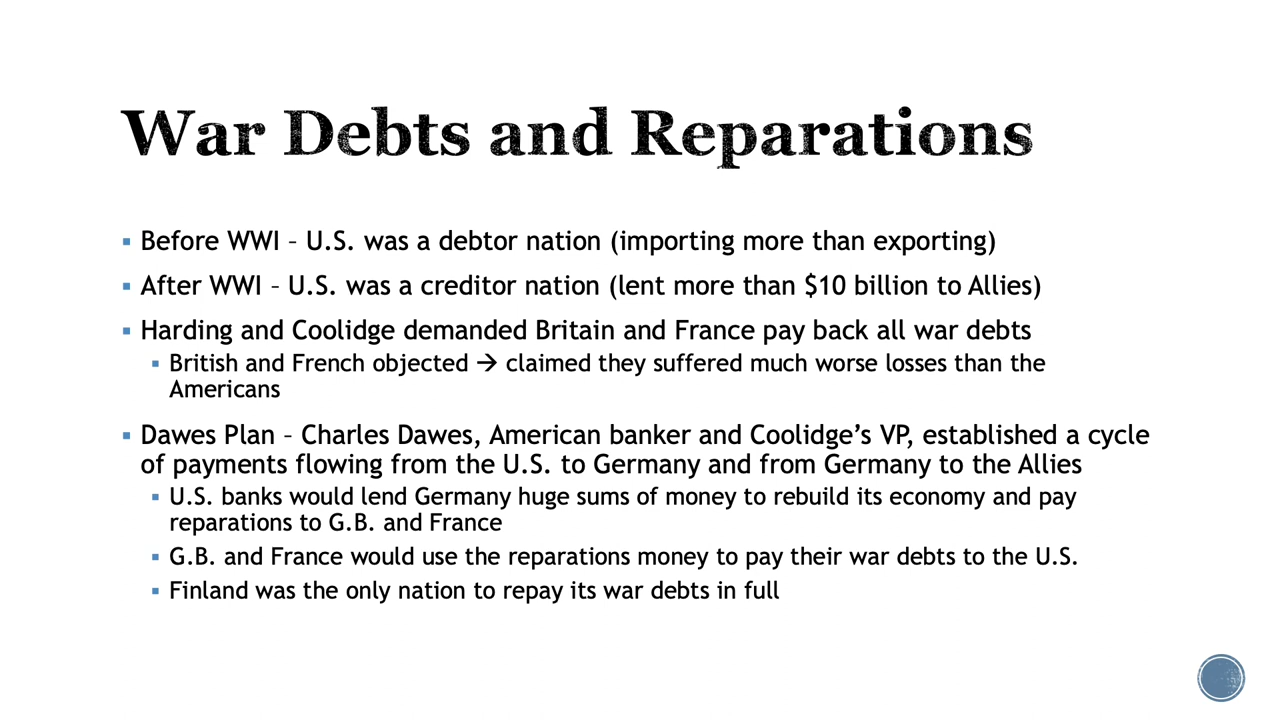 War Debts and Reparations
▪ Before WWI – U.S. was a debtor nation (importing more than exporting)
▪ After WWI – U.S. was a creditor nation (lent more than $10 billion to Allies)
▪ Harding and Coolidge demanded Britain and France pay back all war debts
▪ British and French objected → claimed they suffered much worse losses than the
Americans
▪ Dawes Plan – Charles Dawes, American banker and Coolidge’s VP, established a cycle
of payments flowing from the U.S. to Germany and from Germany to the Allies
▪ U.S. banks would lend Germany huge sums of money to rebuild its economy and pay
reparations to G.B. and France
▪ G.B. and France would use the reparations money to pay their war debts to the U.S.
▪ Finland was the only nation to repay its war debts in full